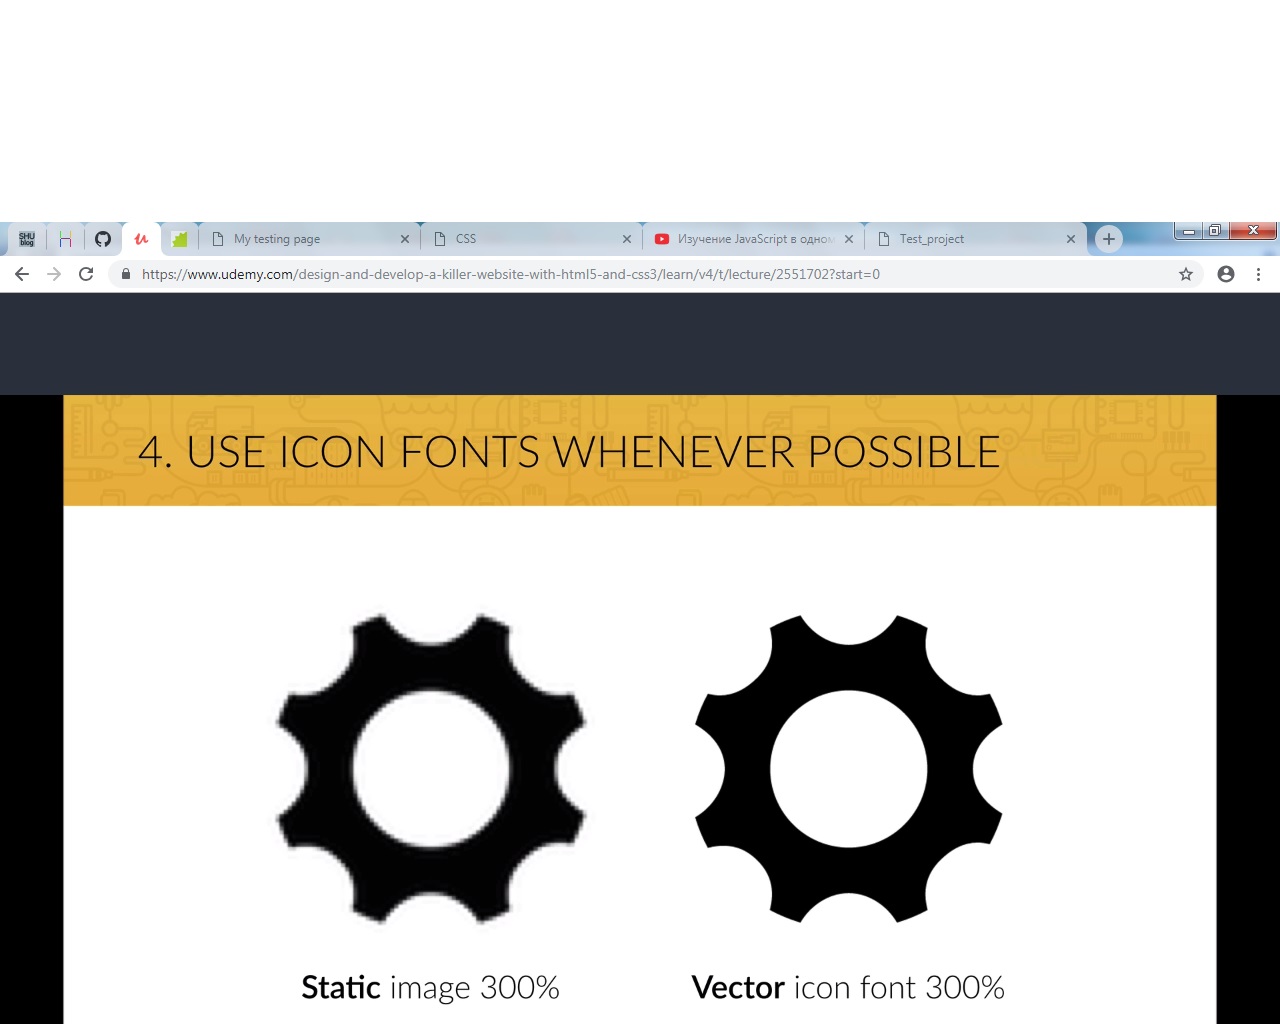 SHU
blog
My testing page
CSS
Изучение JavaScript в одном
Test_project
https://www.udemy.com/design-and-develop-a-killer-website-with-html5-and-css3/learn/v4/t/lecture/2551702?start=0
4. USE ICON FONTS WHENEVER POSSIBLE
Static image 300%
Vector icon font 300%